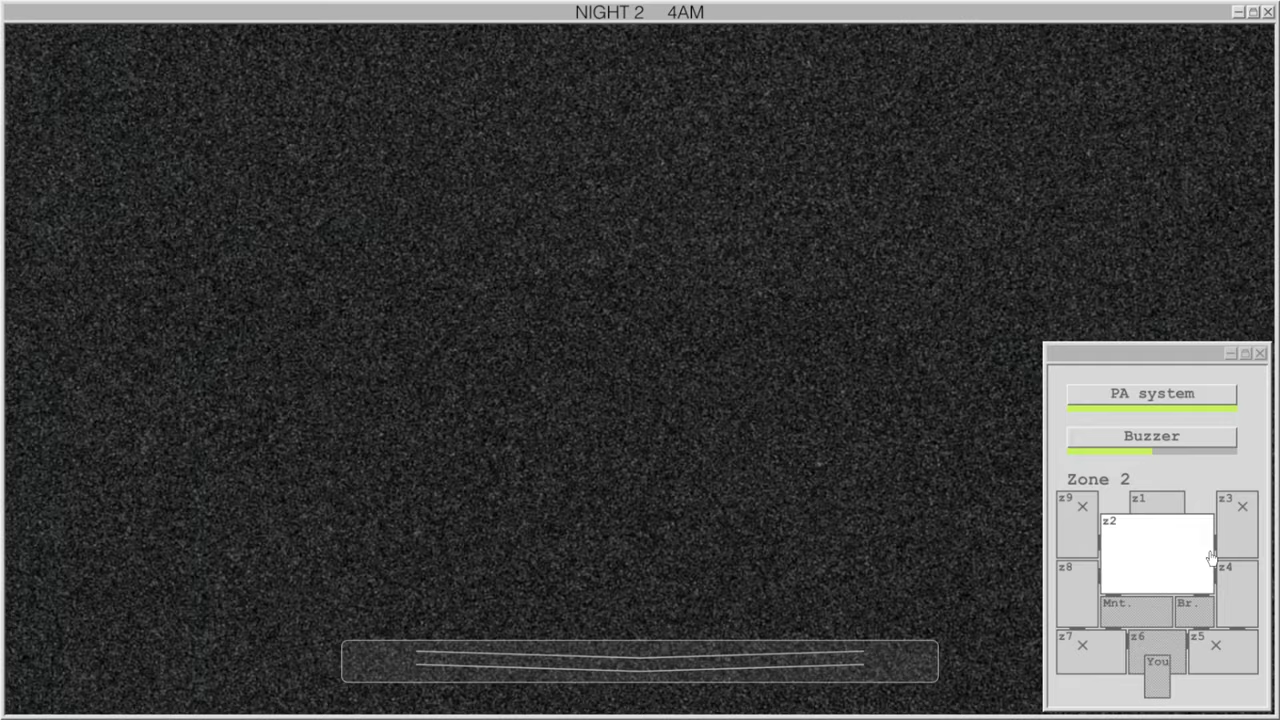 NIGHT 2 4AM
PA system
Buzzer
Zone 2
z9 z1 z3
z2
z8 z4
Mnt. Br.
z7 z6 z5
You